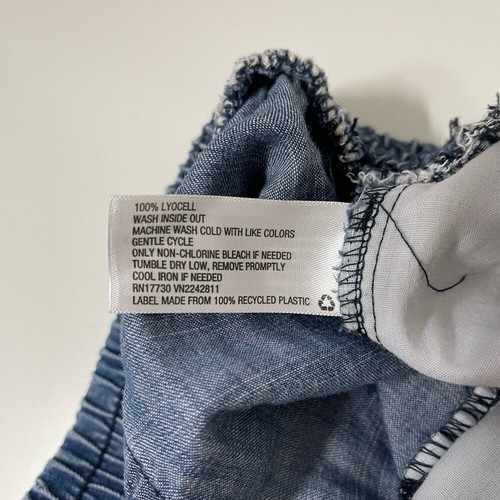 100% LYOCELL
WASH INSIDE OUT
MACHINE WASH COLD WITH LIKE COLORS
GENTLE CYCLE
ONLY NON-CHLORINE BLEACH IF NEEDED
TUMBLE DRY LOW, REMOVE PROMPTLY
COOL IRON IF NEEDED
RN17730 VN2242811
LABEL MADE FROM 100% RECYCLED PLASTIC